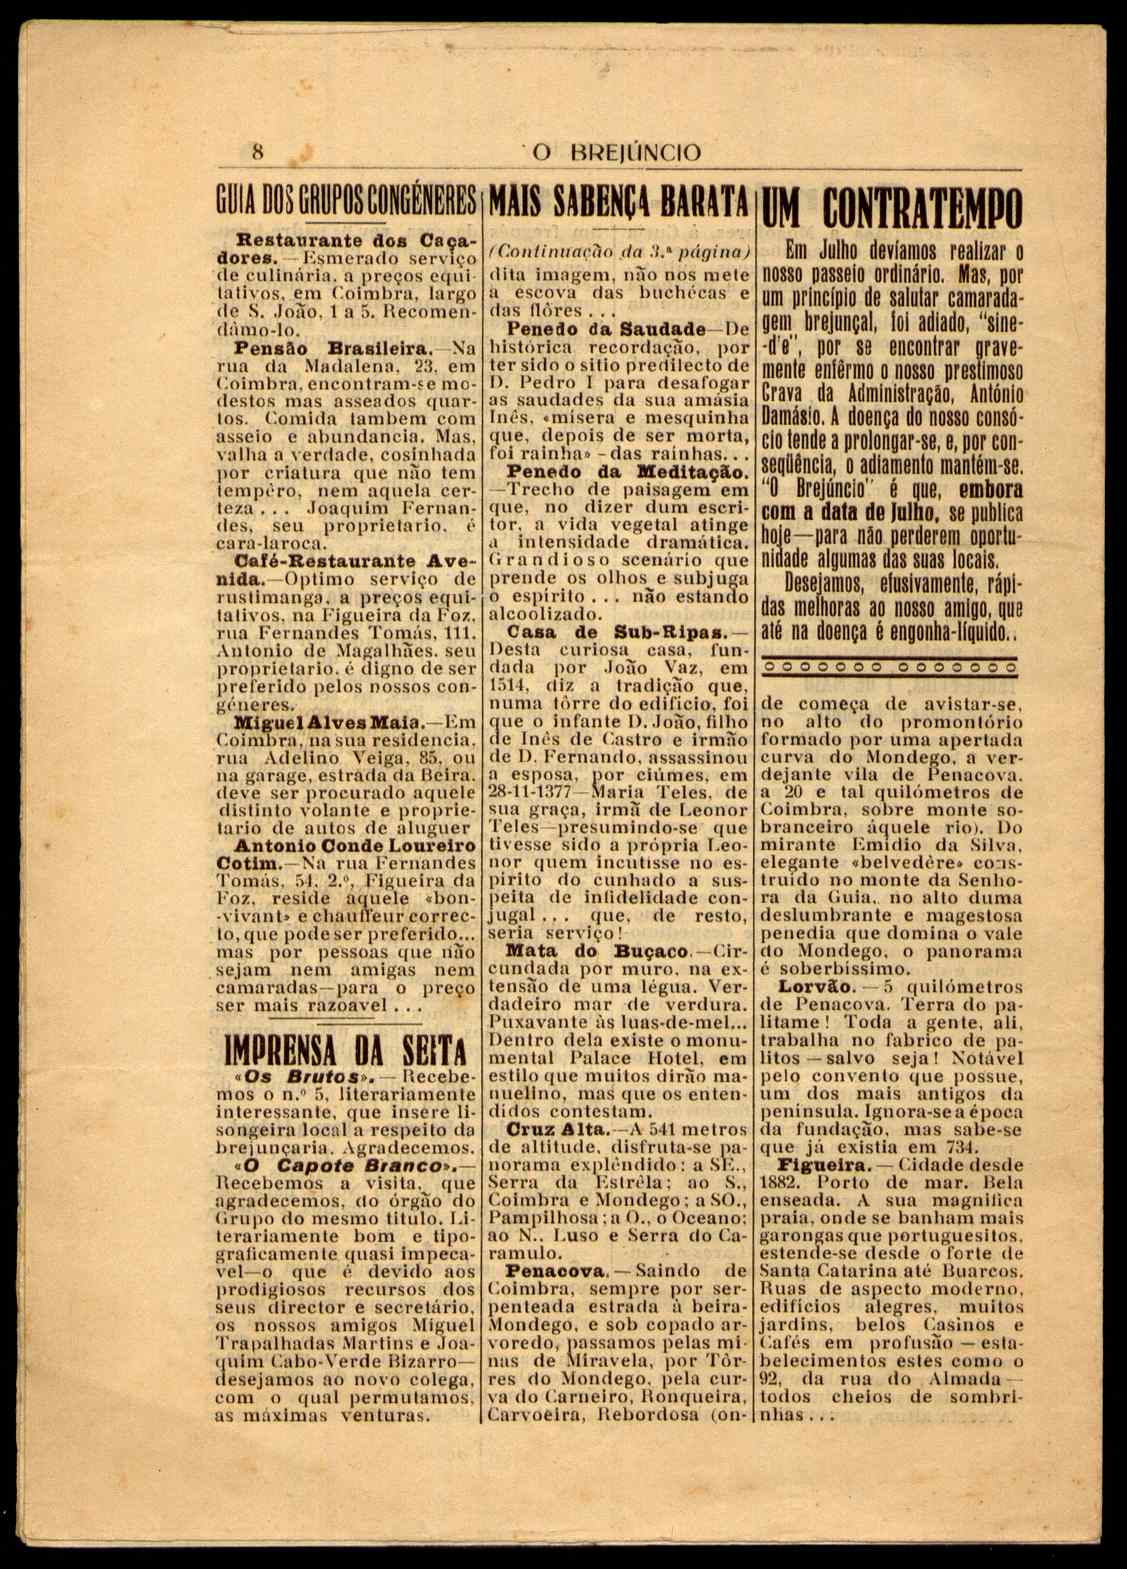 8
O BREJÚNCIO
GUIA DOS GRUPOS CONGÉNERES
Restaurante dos Caça-
dores.—Esmerado serviço
de culinária, a preços equi-
tativos, em Coimbra, largo
de S. João, 1 a 5. Recomen-
dâmo-lo.
Pensão Brasileira.—Na
rua da Madalena, 23, em
Coimbra, encontram-se mo-
destos mas asseados quar-
tos. Comida tambem com
asseio e abundancia. Mas,
valha a verdade, cosinhada
por criatura que não tem
tempêro, nem aquela cer-
teza... Joaquim Fernan-
des, seu proprietario, é
cara-laroca.
Café-Restaurante Ave-
nida.—Optimo serviço de
rustimanga, a preços equi-
tativos, na Figueira da Foz,
rua Fernandes Tomás, 111.
Antonio de Magalhães, seu
proprietario, é digno de ser
preferido pelos nossos con-
géneres.
Miguel Alves Maia.—Em
Coimbra, na sua residencia,
rua Adelino Veiga, 85, ou
na garage, estrada da Beira,
deve ser procurado aquele
distinto volante e proprie-
tario de autos de aluguer
Antonio Conde Loureiro
Cotim.—Na rua Fernandes
Tomás, 54, 2.º, Figueira da
Foz, reside aquele «bon-
-vivant» e chauffeur correc-
to, que pode ser preferido...
mas por pessoas que não
sejam nem amigas nem
camaradas—para o preço
ser mais razoavel...
IMPRENSA DA SEITA
«Os Brutos».—Recebe-
mos o n.º 5, literariamente
interessante, que insere li-
songeira local a respeito da
brejunçaria. Agradecemos.
«O Capote Branco».—
Recebemos a visita, que
agradecemos, do órgão do
Grupo do mesmo titulo. Li-
terariamente bom e tipo-
graficamente quasi impeca-
vel—o que é devido aos
prodigiosos recursos dos
seus director e secretário,
os nossos amigos Miguel
Trapalhadas Martins e Joa-
quim Cabo-Verde Bizarro—
desejamos ao novo colega,
com o qual permutamos,
as máximas venturas.
MAIS SABENÇA BARATA
(Continuação da 3.ª página)
dita imagem, não nos mete
a escova das buchécas e
das flôres...
Penedo da Saudade—De
histórica recordação, por
ter sido o sitio predilecto de
D. Pedro I para desafogar
as saudades da sua amásia
Inês, «misera e mesquinha
que, depois de ser morta,
foi rainha» - das rainhas...
Penedo da Meditação.
—Trecho de paisagem em
que, no dizer dum escri-
tor, a vida vegetal atinge
a intensidade dramática.
Grandioso scenário que
prende os olhos e subjuga
o espírito... não estando
alcoolizado.
Casa de Sub-Ripas.—
Desta curiosa casa, fun-
dada por João Vaz, em
1514, diz a tradição que,
numa tôrre do edificio, foi
que o infante D. João, filho
de Inês de Castro e irmão
de D. Fernando, assassinou
a esposa, por ciúmes, em
28-11-1377—Maria Teles, de
sua graça, irmã de Leonor
Teles—presumindo-se que
tivesse sido a própria Leo-
nor quem incutisse no es-
pirito do cunhado a sus-
peita de infidelidade con-
jugal... que, de resto,
seria serviço!
Mata do Buçaco.—Cir-
cundada por muro, na ex-
tensão de uma légua. Ver-
dadeiro mar de verdura.
Puxavante às luas-de-mel...
Dentro dela existe o monu-
mental Palace Hotel, em
estilo que muitos dirão ma-
nuelino, mas que os enten-
didos contestam.
Cruz Alta.—A 541 metros
de altitude, disfruta-se pa-
norama expléndido: a SE.,
Serra da Estrêla; ao S.,
Coimbra e Mondego; a SO.,
Pampilhosa; a O., o Oceano;
ao N.. Luso e Serra do Ca-
ramulo.
Penacova.—Saindo de
Coimbra, sempre por ser-
penteada estrada à beira-
Mondego, e sob copado ar-
voredo, passamos pelas mi-
nas de Miravela, por Tôr-
res do Mondego, pela cur-
va do Carneiro, Ronqueira,
Carvoeira, Rebordosa (on-
UM CONTRATEMPO
Em Julho devíamos realizar o
nosso passeio ordinário. Mas, por
um princípio de salutar camarada-
gem brejunçal, foi adiado, "sine-
-d'e", por se encontrar grave-
mente enfêrmo o nosso prestimoso
Crava da Administração, António
Damásio. A doença do nosso consó-
cio tende a prolongar-se, e, por con-
seqüência, o adiamento mantém-se.
"O Brejúncio" é que, embora
com a data de Julho, se publica
hoje—para não perderem oportu-
nidade algumas das suas locais.
Desejamos, efusivamente, rápi-
das melhoras ao nosso amigo, que
até na doença é engonha-líquido..
de começa de avistar-se,
no alto do promontório
formado por uma apertada
curva do Mondego, a ver-
dejante vila de Penacova,
a 20 e tal quilómetros de
Coimbra, sobre monte so-
branceiro àquele rio). Do
mirante Emidio da Silva,
elegante «belvedère» cons-
truído no monte da Senho-
ra da Guia, no alto duma
deslumbrante e magestosa
penedia que domina o vale
do Mondego, o panorama
é soberbissimo.
Lorvão.—5 quilómetros
de Penacova. Terra do pa-
litame! Toda a gente, ali,
trabalha no fabrico de pa-
litos—salvo seja! Notável
pelo convento que possue,
um dos mais antigos da
península. Ignora-se a época
da fundação, mas sabe-se
que já existia em 734.
Figueira.—Cidade desde
1882. Porto de mar. Bela
enseada. A sua magnifica
praia, onde se banham mais
garongas que portuguesitos,
estende-se desde o forte de
Santa Catarina até Buarcos.
Ruas de aspecto moderno,
edifícios alegres, muitos
jardins, belos Casinos e
Cafés em profusão—esta-
belecimentos estes como o
92, da rua do Almada—
todos cheios de sombri-
nhas...